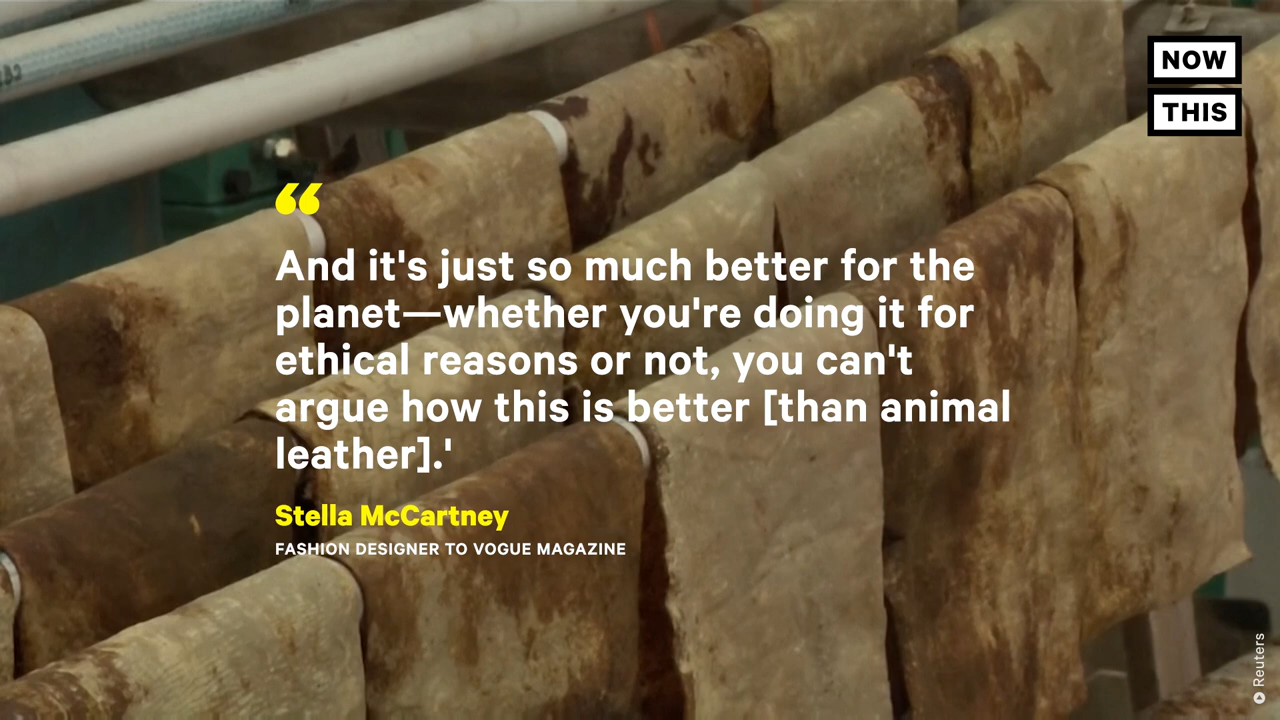 NOW
THIS
“
And it's just so much better for the
planet—whether you're doing it for
ethical reasons or not, you can't
argue how this is better [than animal
leather].'
Stella McCartney
FASHION DESIGNER TO VOGUE MAGAZINE
Reuters